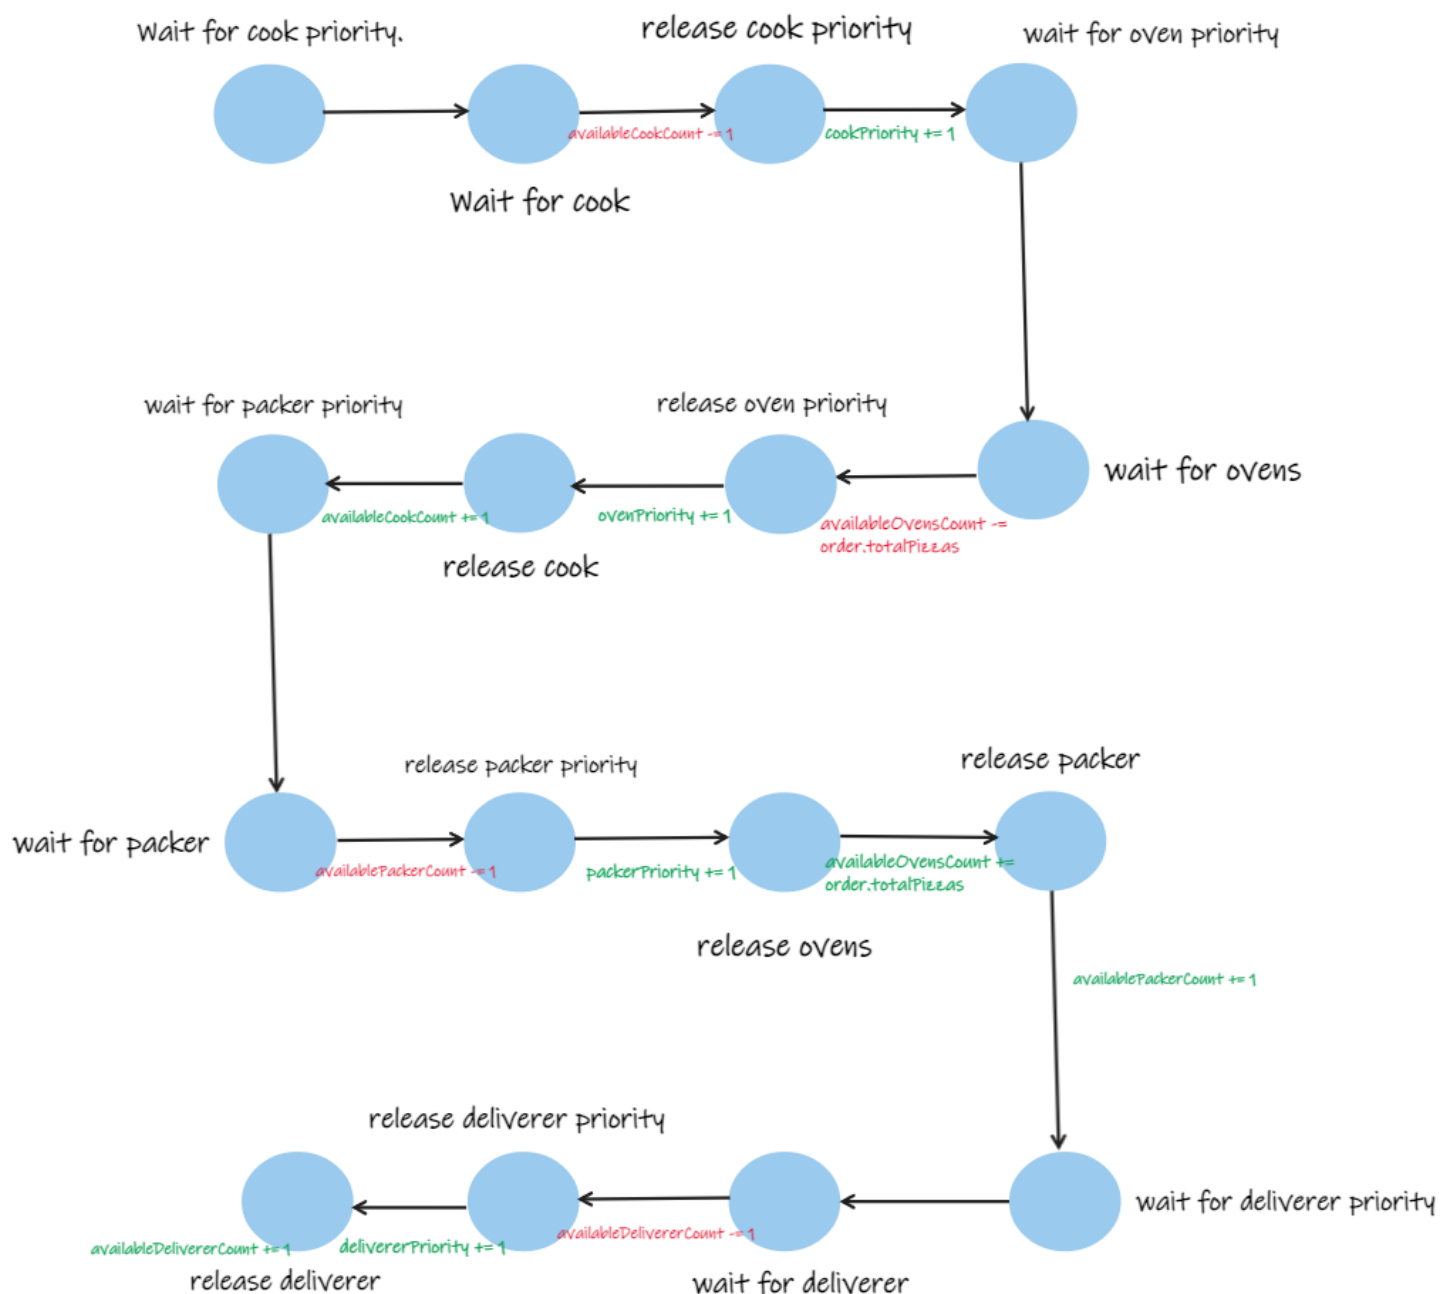 Wait for cook priority.
release cook priority
wait for oven priority
availableCookCount -= 1
cookPriority += 1
Wait for cook
wait for packer priority
release oven priority
wait for ovens
availableCookCount += 1
ovenPriority += 1
availableOvensCount -=
order.totalPizzas
release cook
release packer priority
release packer
wait for packer
availablePackerCount -= 1
packerPriority += 1
availableOvensCount +=
order.totalPizzas
release ovens
availablePackerCount += 1
release deliverer priority
wait for deliverer priority
availableDelivererCount += 1
delivererPriority += 1
availableDelivererCount -= 1
release deliverer
wait for deliverer